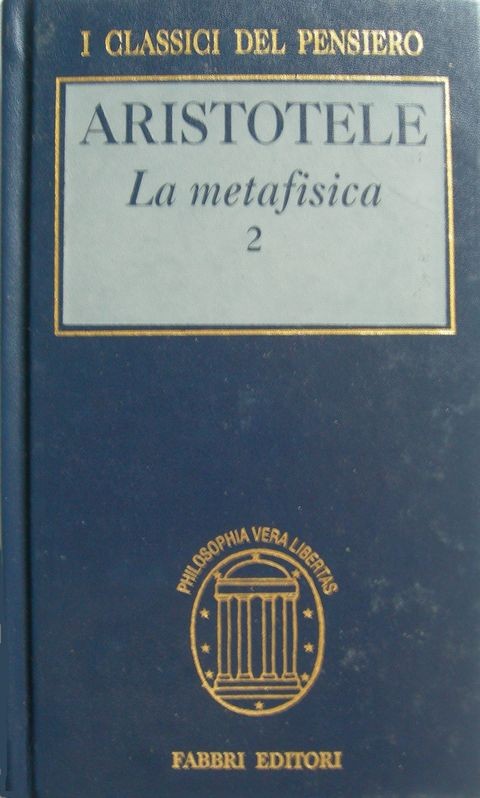 I CLASSICI DEL PENSIERO
ARISTOTELE
La metafisica
2
PHILOSOPHIA VERA LIBERTAS
FABBRI EDITORI